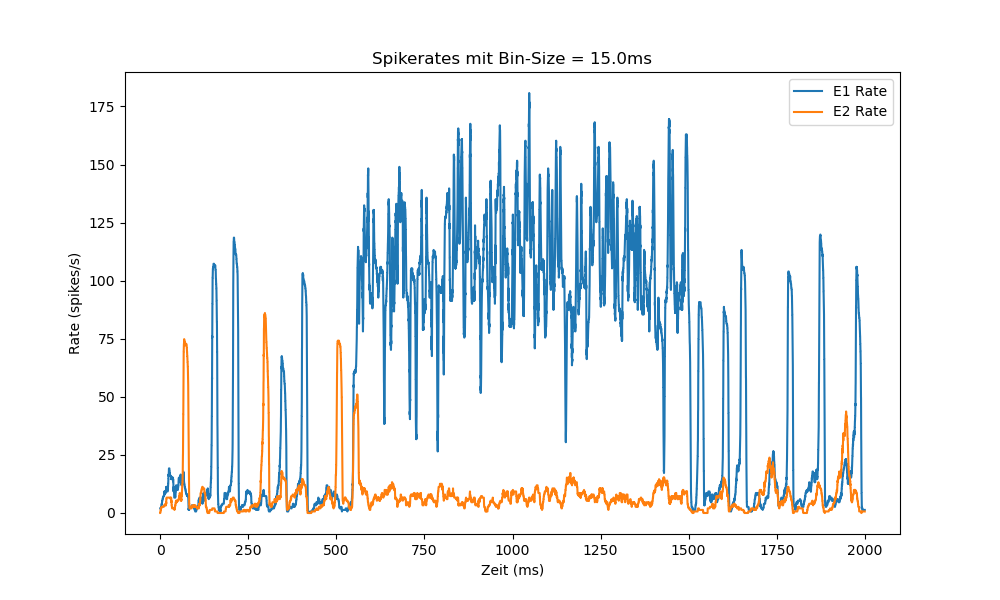 Spikerates mit Bin-Size = 15.0ms
E1 Rate
E2 Rate
Rate (spikes/s)
175
150
125
100
75
50
25
0
0 250 500 750 1000 1250 1500 1750 2000
Zeit (ms)